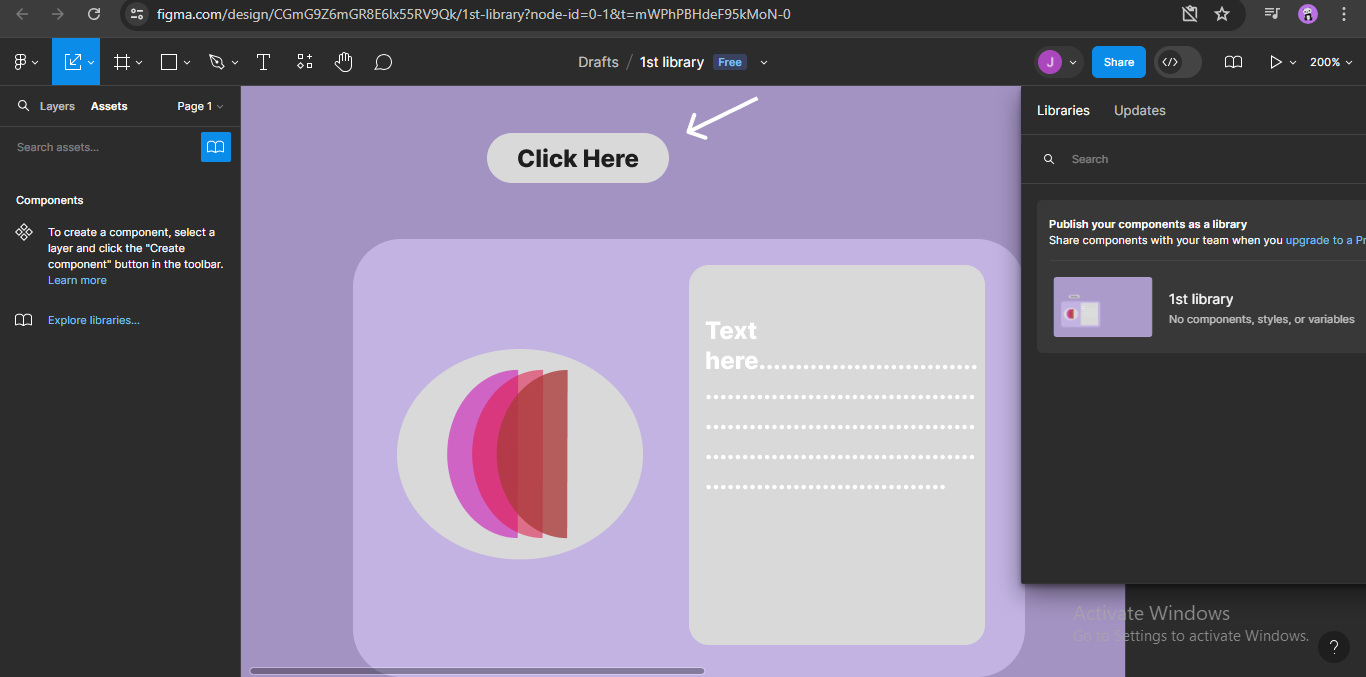 figma.com/design/CGmG9Z6mGR8E6lx55RV9Qk/1st-library?node-id=0-1&t=mWPhPBHdeF95kMoN-0
Drafts / 1st library Free
J
Share
200%
Layers Assets Page 1
Search assets...
Components
To create a component, select a
layer and click the "Create
component" button in the toolbar.
Learn more
Explore libraries...
Click Here
Text
here..............................
.....................................
.....................................
.....................................
.................................
Libraries Updates
Search
Publish your components as a library
Share components with your team when you upgrade to a Pr
1st library
No components, styles, or variables
Activate Windows
Go to Settings to activate Windows.
?